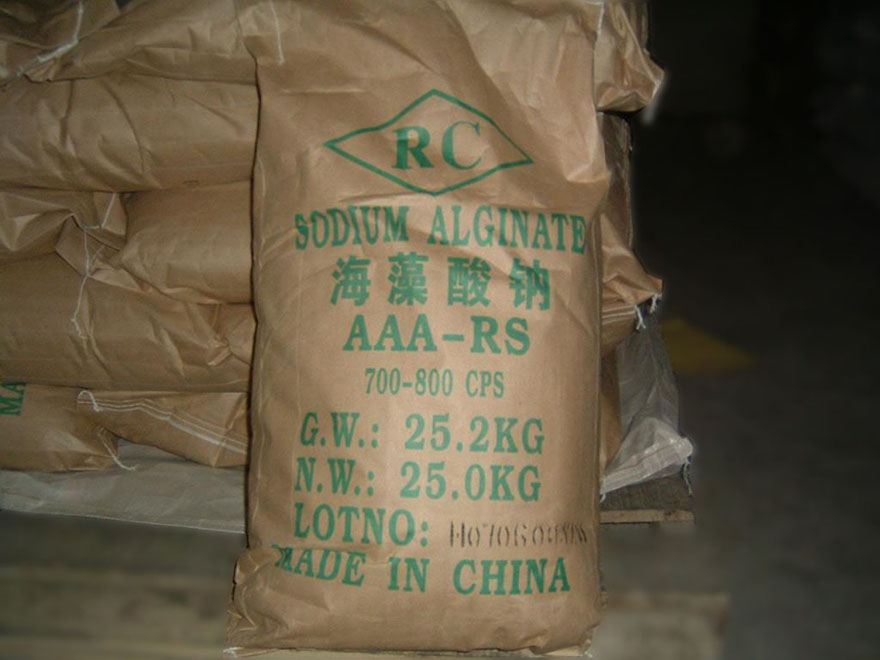 RC
SODIUM ALGINATE
海藻酸钠
AAA-RS
700-800 CPS
G.W.: 25.2KG
N.W.: 25.0KG
LOTNO:
MADE IN CHINA
MA